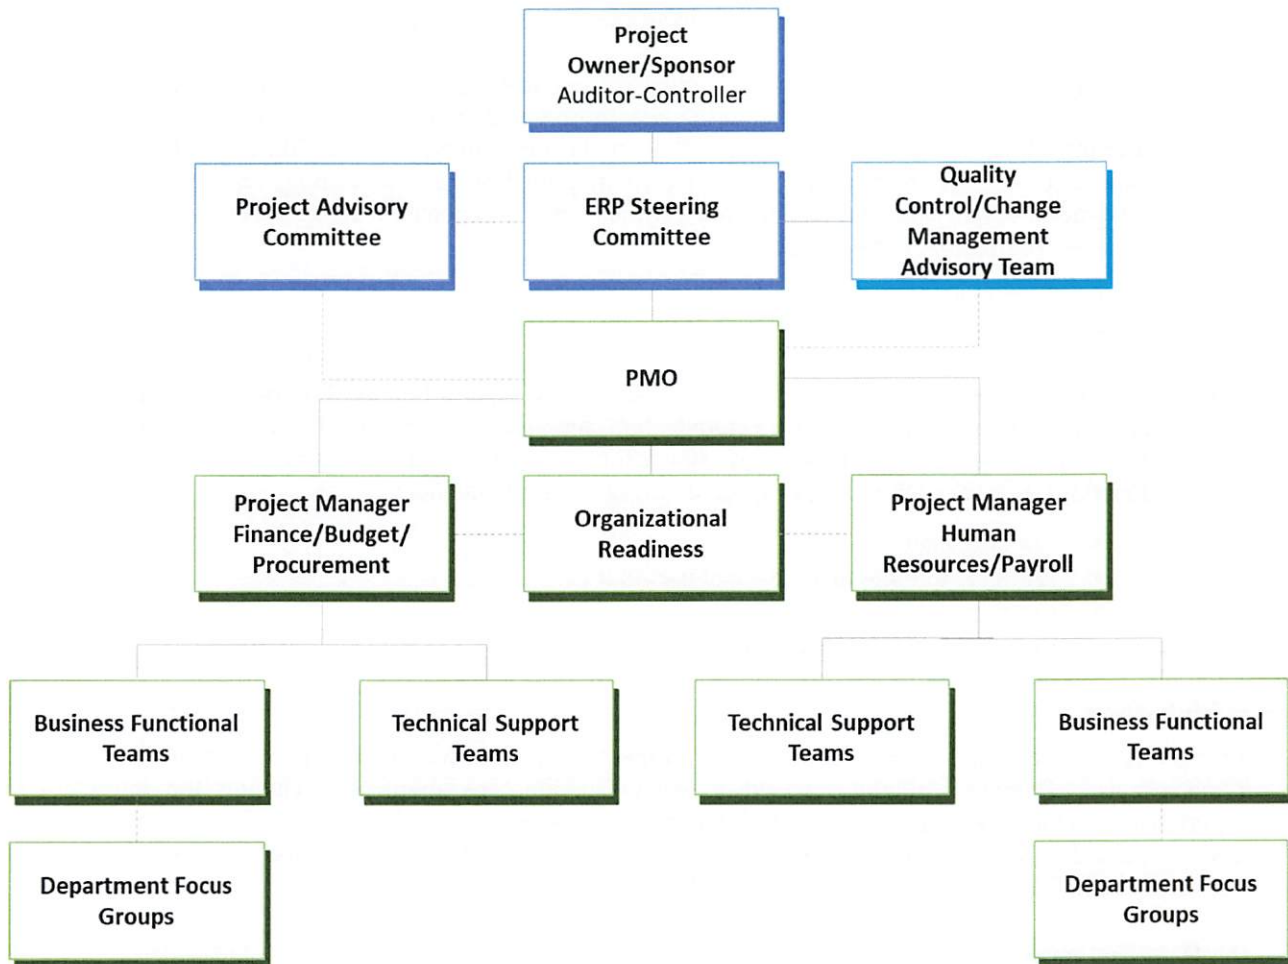 Project
Owner/Sponsor
Auditor-Controller
Project Advisory
Committee
ERP Steering
Committee
Quality
Control/Change
Management
Advisory Team
PMO
Project Manager
Finance/Budget/
Procurement
Organizational
Readiness
Project Manager
Human
Resources/Payroll
Business Functional
Teams
Technical Support
Teams
Technical Support
Teams
Business Functional
Teams
Department Focus
Groups
Department Focus
Groups